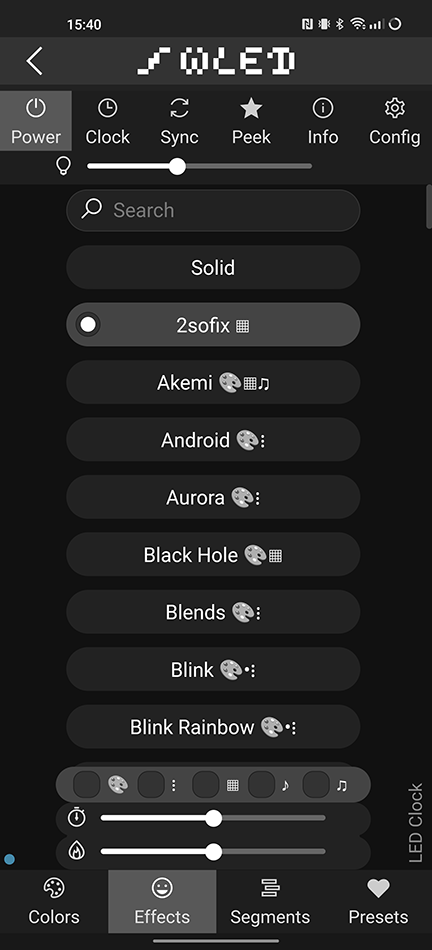 15:40
WLED
Power Clock Sync Peek Info Config
Search
Solid
2sofix
Akemi
Android
Aurora
Black Hole
Blends
Blink
Blink Rainbow
LED Clock
Colors Effects Segments Presets